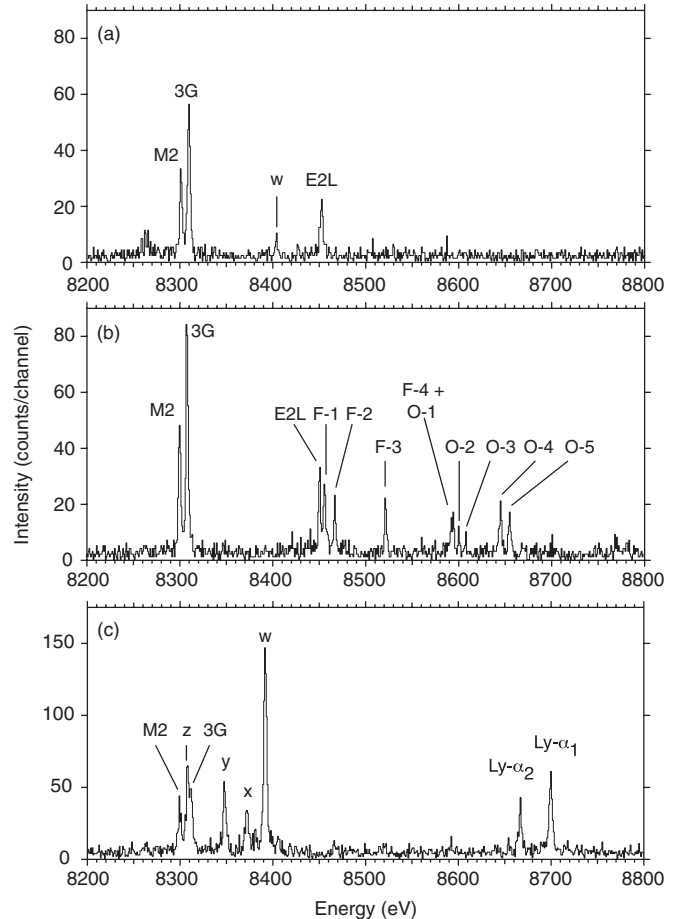 (a)
80
60
40
20
0
M2
3G
w
E2L
8200 8300 8400 8500 8600 8700 8800
(b)
80
60
40
20
0
M2
3G
E2L
F-1
F-2
F-3
F-4 +
O-1
O-2
O-3
O-4
O-5
8200 8300 8400 8500 8600 8700 8800
Intensity (counts/channel)
(c)
150
100
50
0
M2
z
3G
y
x
w
Ly-α2
Ly-α1
8200 8300 8400 8500 8600 8700 8800
Energy (eV)